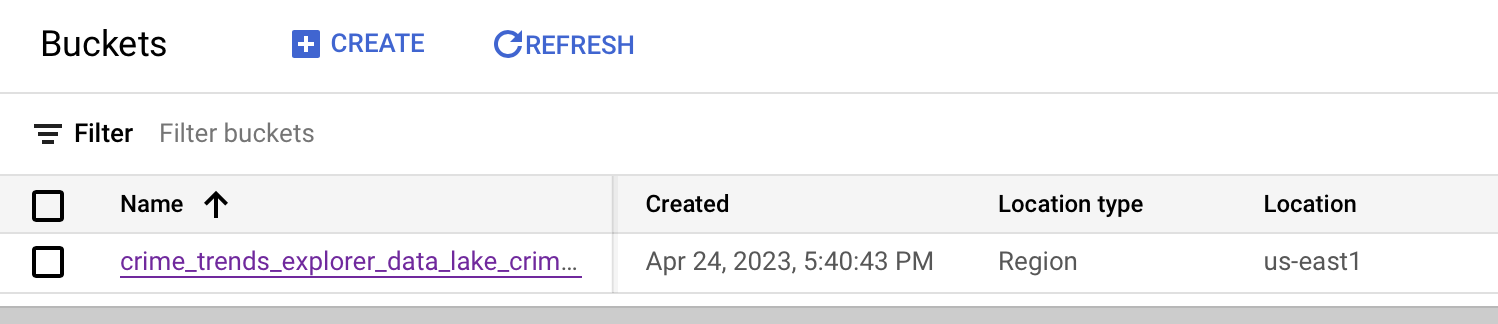 Buckets CREATE REFRESH
Filter Filter buckets
Name Created Location type Location
crime_trends_explorer_data_lake_crim... Apr 24, 2023, 5:40:43 PM Region us-east1